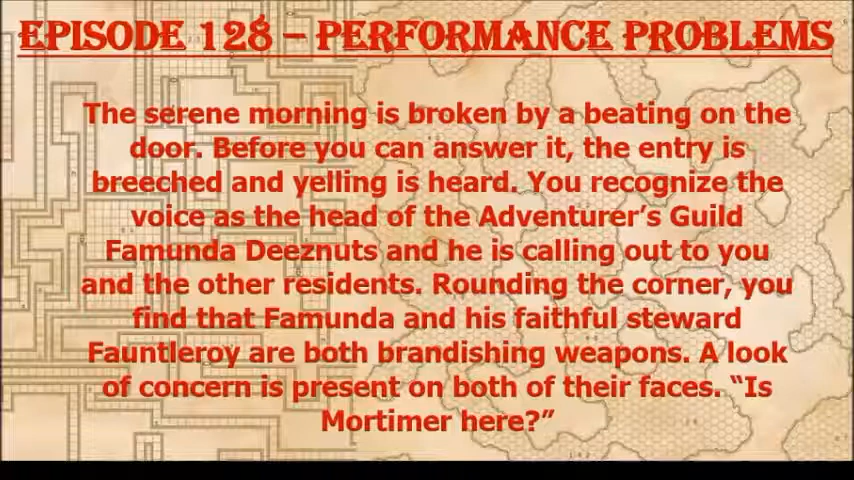 EPISODE 128 – PERFORMANCE PROBLEMS
The serene morning is broken by a beating on the
door. Before you can answer it, the entry is
breeched and yelling is heard. You recognize the
voice as the head of the Adventurer’s Guild
Famunda Deeznuts and he is calling out to you
and the other residents. Rounding the corner, you
find that Famunda and his faithful steward
Fauntleroy are both brandishing weapons. A look
of concern is present on both of their faces. “Is
Mortimer here?”